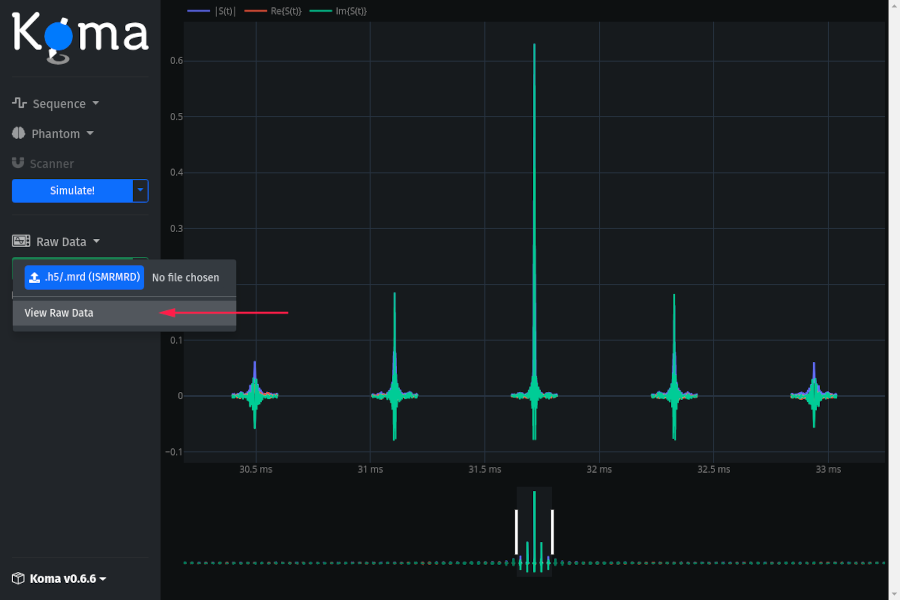 Koma
Sequence
Phantom
Scanner
Simulate!
Raw Data
.h5/.mrd (ISMRMRD) No file chosen
View Raw Data
Koma v0.6.6
|S(t)| Re{S(t)} Im{S(t)}
0.6
0.5
0.4
0.3
0.1
0
−0.1
30.5 ms 31 ms 31.5 ms 32 ms 32.5 ms 33 ms